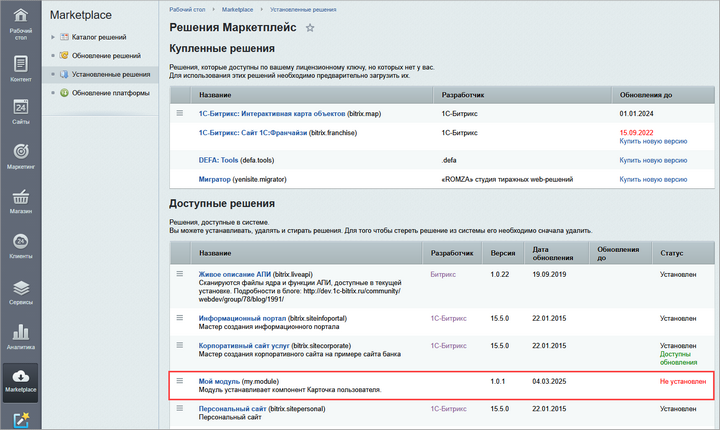 Рабочий стол
Контент
24
Сайты
Маркетинг
Магазин
24
Клиенты
Сервисы
Аналитика
Marketplace
Marketplace
Каталог решений
Обновление решений
Установленные решения
Обновление платформы
Рабочий стол Marketplace Установленные решения
Решения Маркетплейс
Купленные решения
Решения, которые доступны по вашему лицензионному ключу, но которых нет у вас.
Для использования этих решений необходимо предварительно загрузить их.
Название Разработчик Обновления до
1С-Битрикс: Интерактивная карта объектов (bitrix.map) 1С-Битрикс 01.01.2024
1С-Битрикс: Сайт 1С:Франчайзи (bitrix.franchise) 1С-Битрикс 15.09.2022
Купить новую версию
DEFA: Tools (defa.tools) .defa Купить новую версию
Мигратор (yenisite.migrator) «ROMZA» студия тиражных web-решений Купить новую версию
Доступные решения
Решения, доступные в системе.
Вы можете устанавливать, удалять и стирать решения. Для того чтобы стереть решение из системы его необходимо сначала удалить.
Название Разработчик Версия Дата обновления Обновления до Статус
Живое описание АПИ (bitrix.liveapi) Битрикс 1.0.22 19.09.2019 Установлен
Сканируются файлы ядра и функции АПИ, доступные в текущей
установке. Подробности в блоге: http://dev.1c-bitrix.ru/community/
webdev/group/78/blog/1991/
Информационный портал (bitrix.siteinfoportal) 1С-Битрикс 15.5.0 22.01.2015 Установлен
Мастер создания информационного портала
Корпоративный сайт услуг (bitrix.sitecorporate) 1С-Битрикс 15.5.0 22.01.2015 Установлен
Мастер создания корпоративного сайта на примере сайта банка Доступны
обновления
Мой модуль (my.module) 1.0.1 04.03.2025 Не установлен
Модуль устанавливает компонент Карточка пользователя.
Персональный сайт (bitrix.sitepersonal) 1С-Битрикс 15.5.0 22.01.2015 Установлен
Персональный сайт